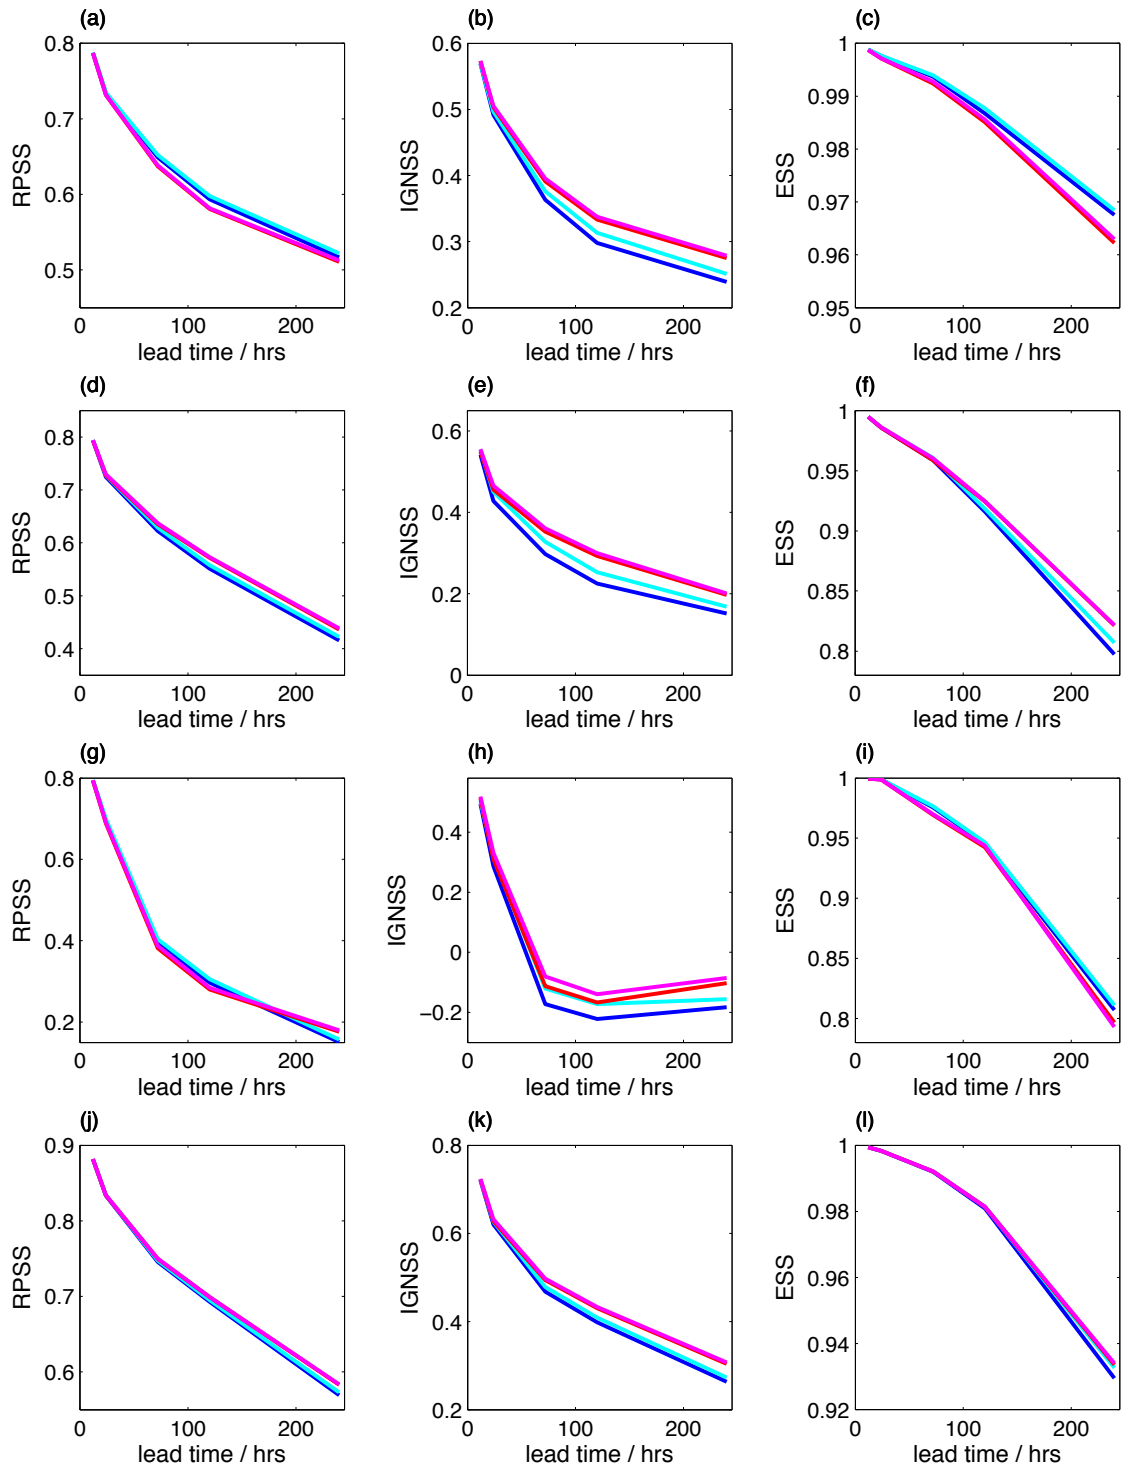 (a) (b) (c)
0.8 0.6 1
0.7 0.5 0.99
0.6 0.4 0.98
0.5 0.3 0.97
0.2 0.96
0.95
RPSS IGNSS ESS
0 100 200 0 100 200 0 100 200
lead time / hrs lead time / hrs lead time / hrs
(d) (e) (f)
0.8 0.6 1
0.7 0.4 0.95
0.6 0.2 0.9
0.5 0 0.85
0.4 0.8
RPSS IGNSS ESS
0 100 200 0 100 200 0 100 200
lead time / hrs lead time / hrs lead time / hrs
(g) (h) (i)
0.8 0.4 1
0.6 0.2 0.95
0.4 0 0.9
0.2 −0.2 0.85
0.8
RPSS IGNSS ESS
0 100 200 0 100 200 0 100 200
lead time / hrs lead time / hrs lead time / hrs
(j) (k) (l)
0.9 0.8 1
0.8 0.6 0.98
0.7 0.4 0.96
0.6 0.2 0.94
0.92
RPSS IGNSS ESS
0 100 200 0 100 200 0 100 200
lead time / hrs lead time / hrs lead time / hrs